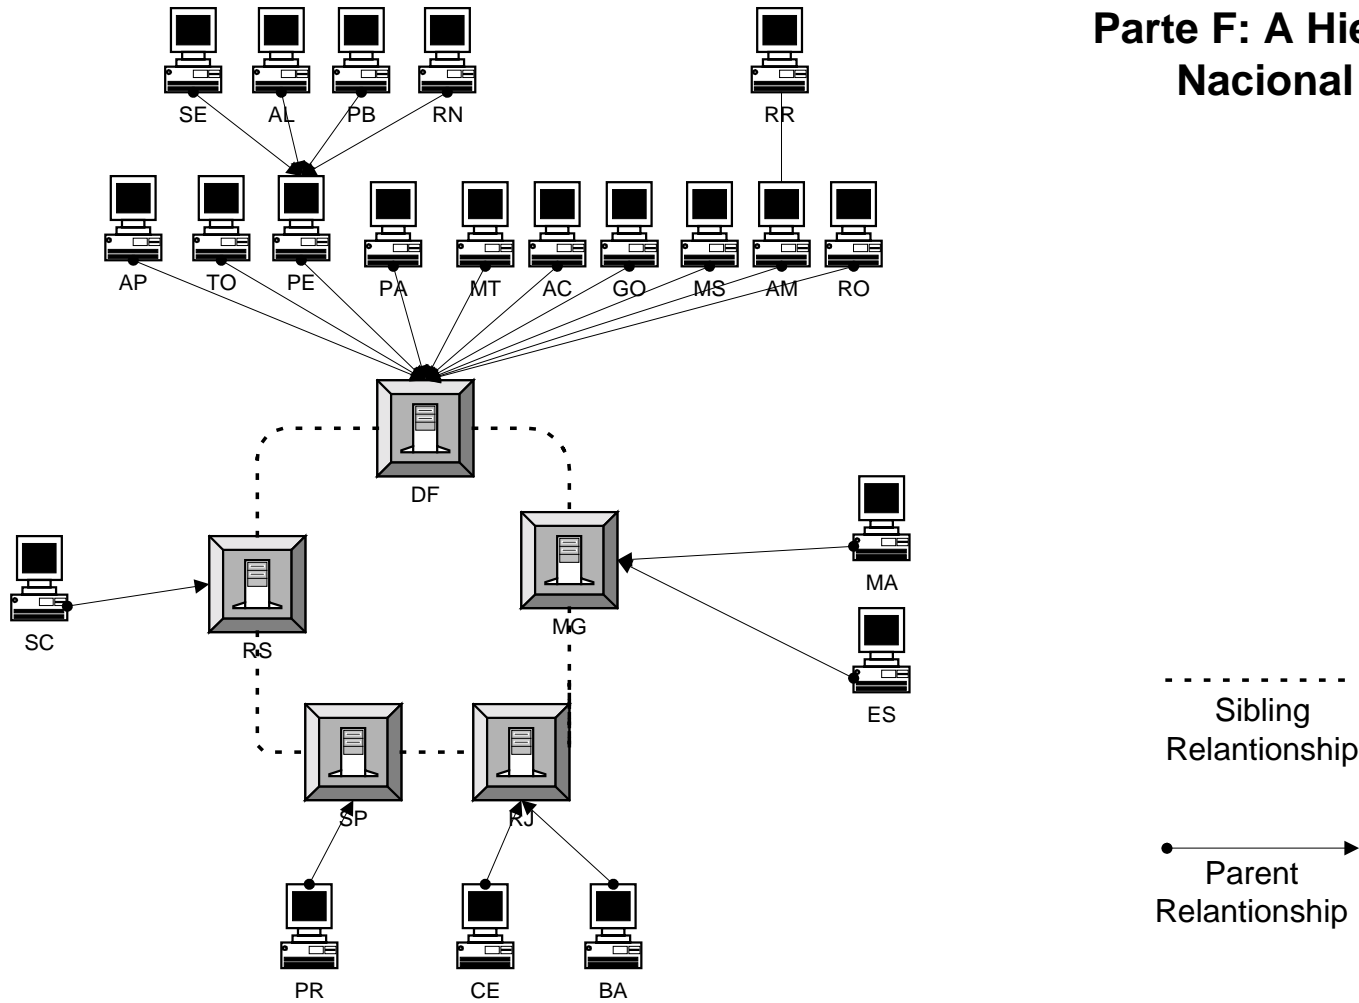 Parte F: A Hie
Nacional
SE AL PB RN RR
AP TO PE PA MT AC GO MS AM RO
DF
MA
SC RS MG
ES
Sibling
Relantionship
SP RJ
Parent
Relantionship
PR CE BA